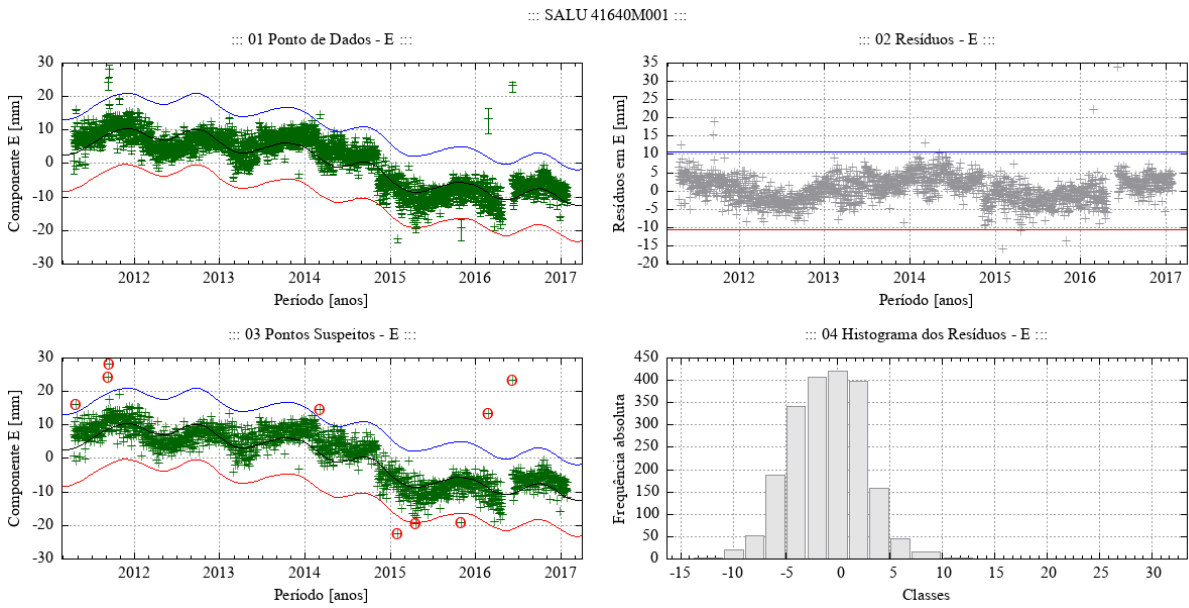 ::: SALU 41640M001 :::
::: 01 Ponto de Dados - E :::
Componente E [mm]
30
20
10
0
-10
-20
-30
2012 2013 2014 2015 2016 2017
Período [anos]
::: 02 Resíduos - E :::
Resíduos em E [mm]
35
30
25
20
15
10
5
0
-5
-10
-15
-20
2012 2013 2014 2015 2016 2017
Período [anos]
::: 03 Pontos Suspeitos - E :::
Componente E [mm]
30
20
10
0
-10
-20
-30
2012 2013 2014 2015 2016 2017
Período [anos]
::: 04 Histograma dos Resíduos - E :::
Frequência absoluta
450
400
350
300
250
200
150
100
50
0
-15 -10 -5 0 5 10 15 20 25 30
Classes